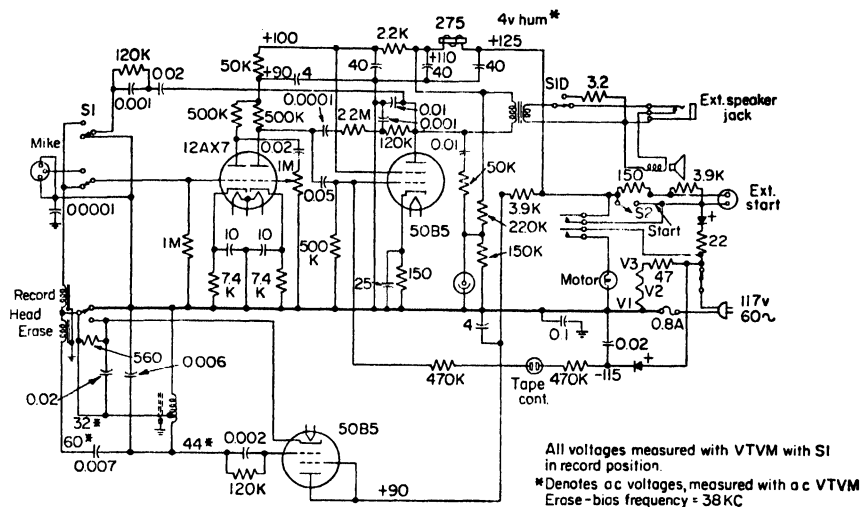 275
4v hum*
+100
2.2K
+110
+125
120K
0.02
50K
+90
4
40
40
40
S1D
3.2
0.001
0.0001
0.01
S1
500K
500K
2.2M
0.001
Ext. speaker
jack
Mike
12AX7
0.02
1M
120K
0.01
50K
150
3.9K
0.05
3.9K
S2
Ext.
start
0.00001
50B5
220K
Start
1M
10
10
500
K
150K
22
7.4
K
7.4
K
25
150
Motor
V3
47
V2
V1
117v
60~
Record
Head
Erase
4
0.1
0.8A
0.02
560
0.006
470K
Tape
cont.
470K
-115
0.02
32*
60*
44*
0.002
50B5
0.007
120K
+90
All voltages measured with VTVM with S1
in record position.
*Denotes a c voltages, measured with a c VTVM
Erase-bias frequency = 38KC